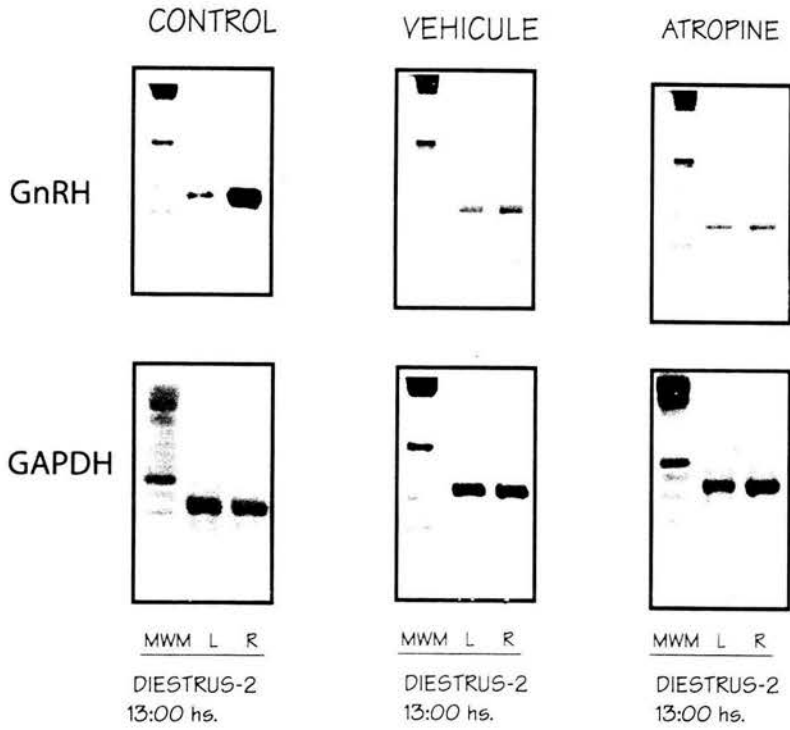 CONTROL
VEHICULE
ATROPINE
GnRH
GAPDH
MWM L R
MWM L R
MWM L R
DIESTRUS-2
13:00 hs.
DIESTRUS-2
13:00 hs.
DIESTRUS-2
13:00 hs.